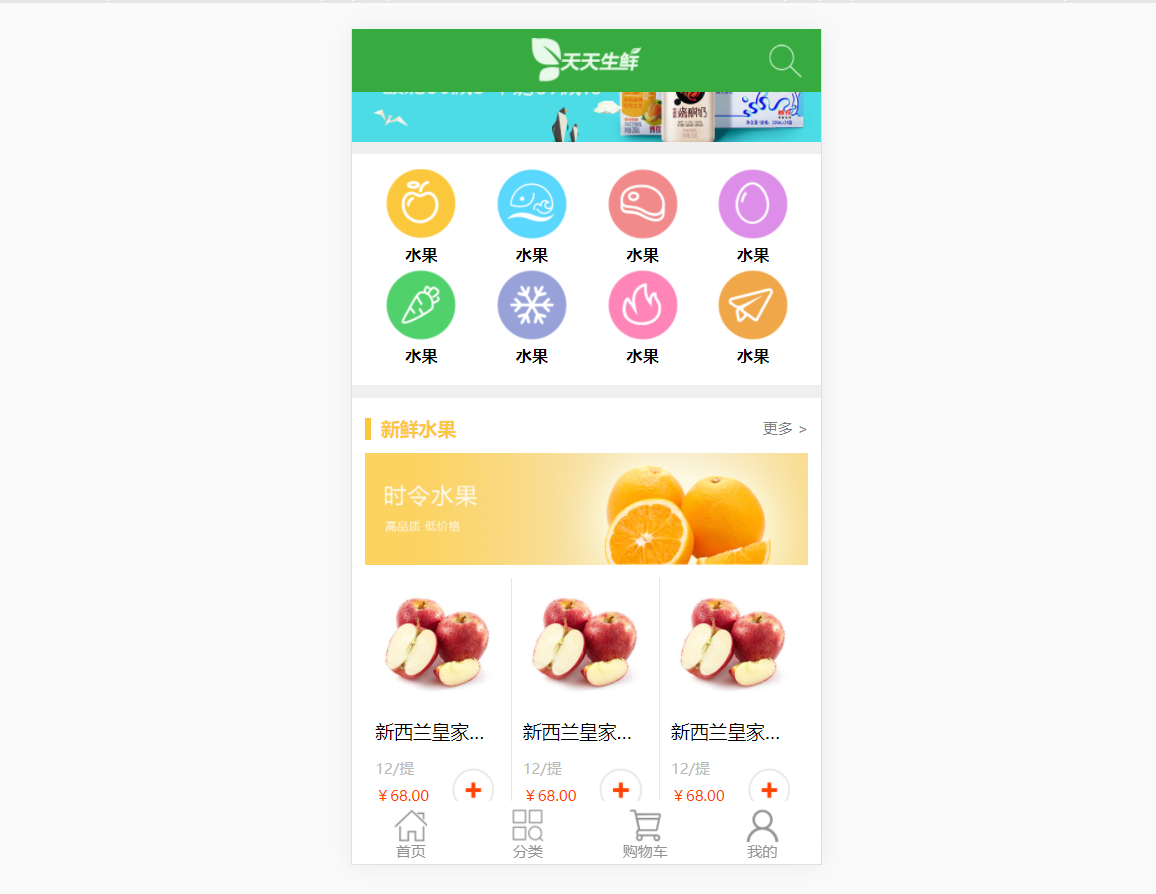 天天生鲜
水果 水果 水果 水果
水果 水果 水果 水果
新鲜水果 更多 >
时令水果
高品质 低价格
新西兰皇家... 新西兰皇家... 新西兰皇家...
12/提 12/提 12/提
￥68.00 ￥68.00 ￥68.00
首页 分类 购物车 我的